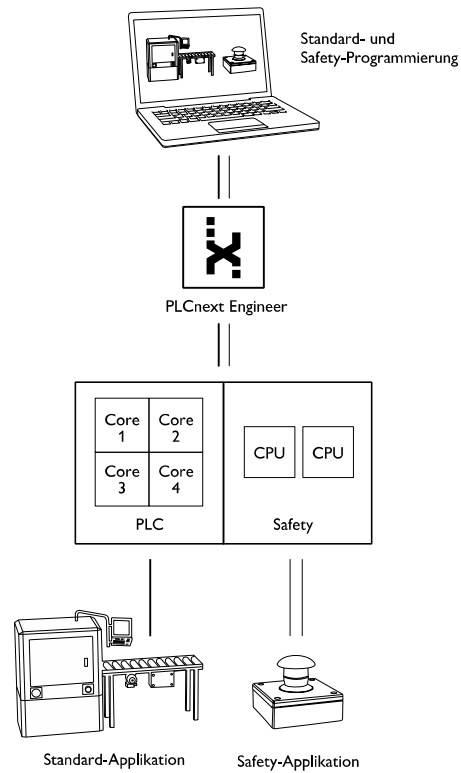 Standard- und
Safety-Programmierung
PLCnext Engineer
Core
1
Core
2
Core
3
Core
4
CPU
CPU
PLC
Safety
Standard-Applikation
Safety-Applikation